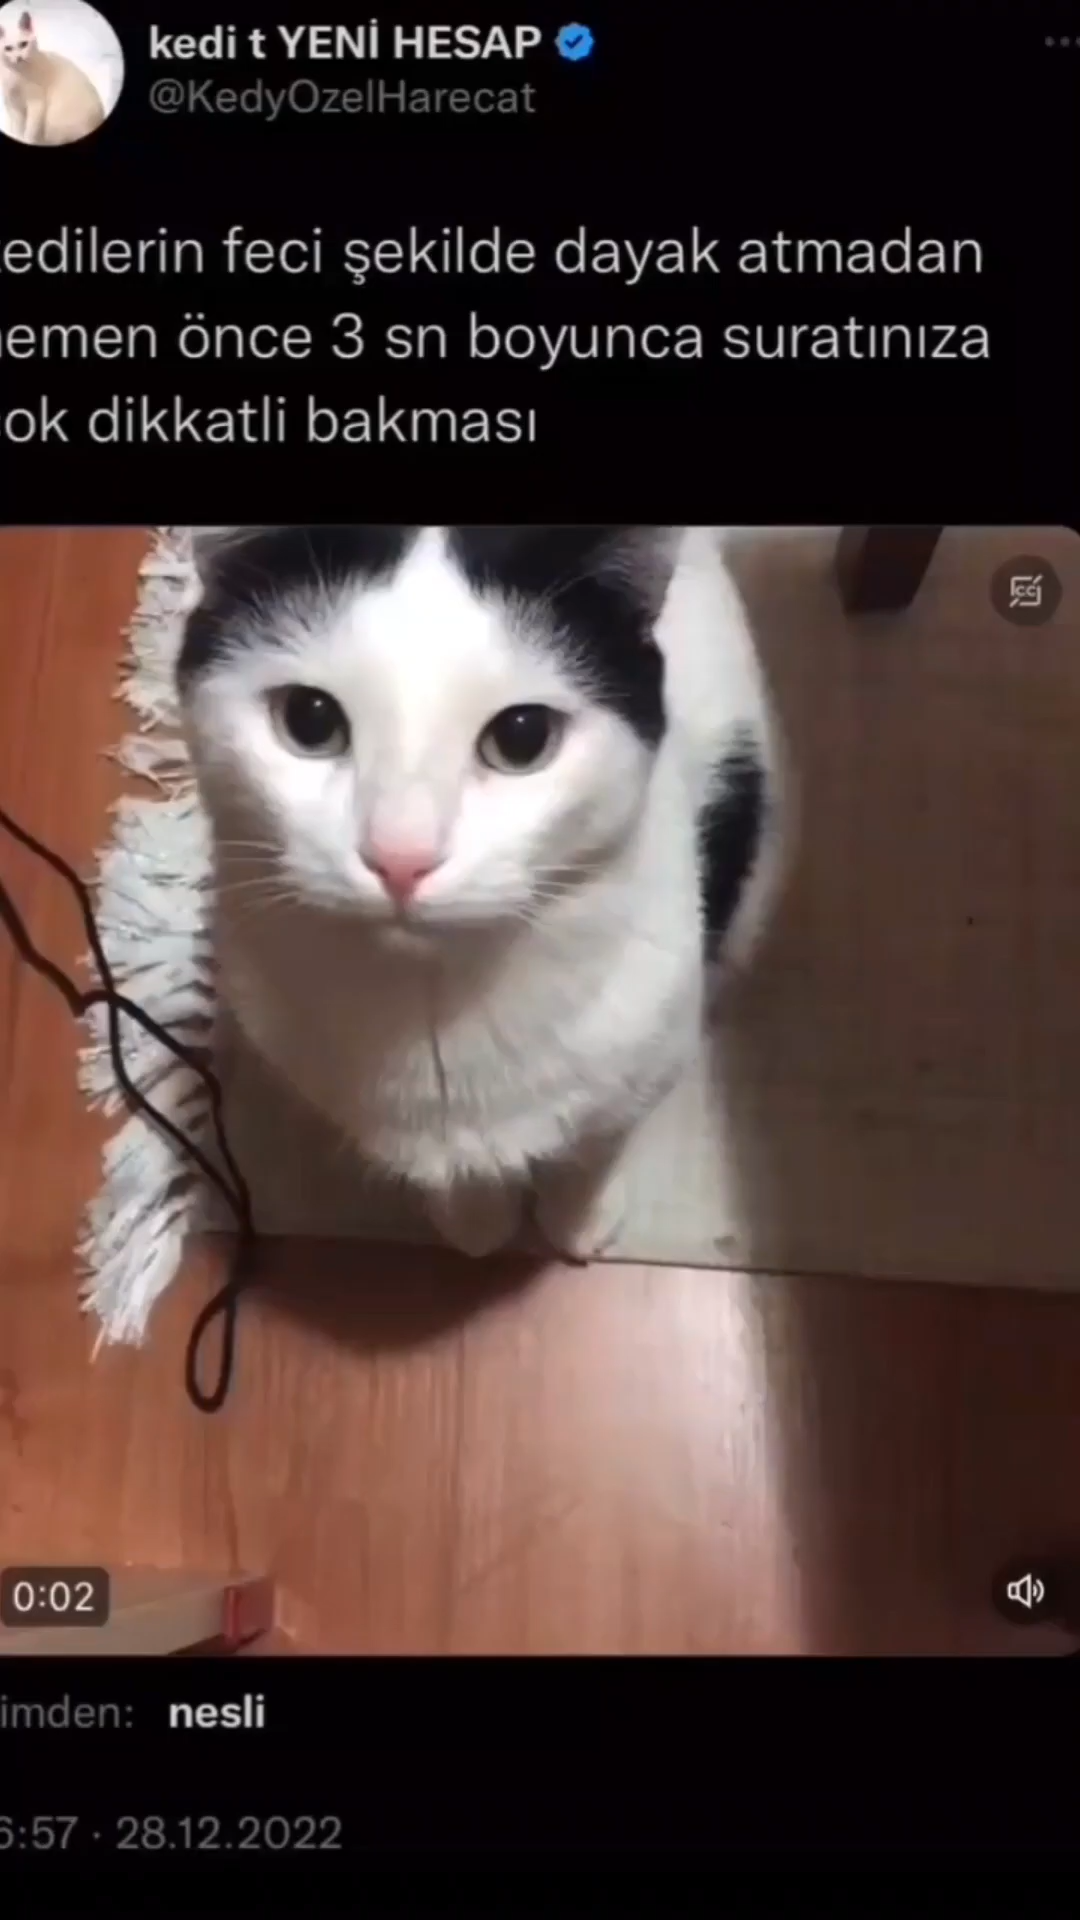 kedi t YENİ HESAP
@KedyOzelHarecat
edilerin feci şekilde dayak atmadan
emen önce 3 sn boyunca suratınıza
ok dikkatli bakması
CC
0:02
imden: nesli
6:57 · 28.12.2022